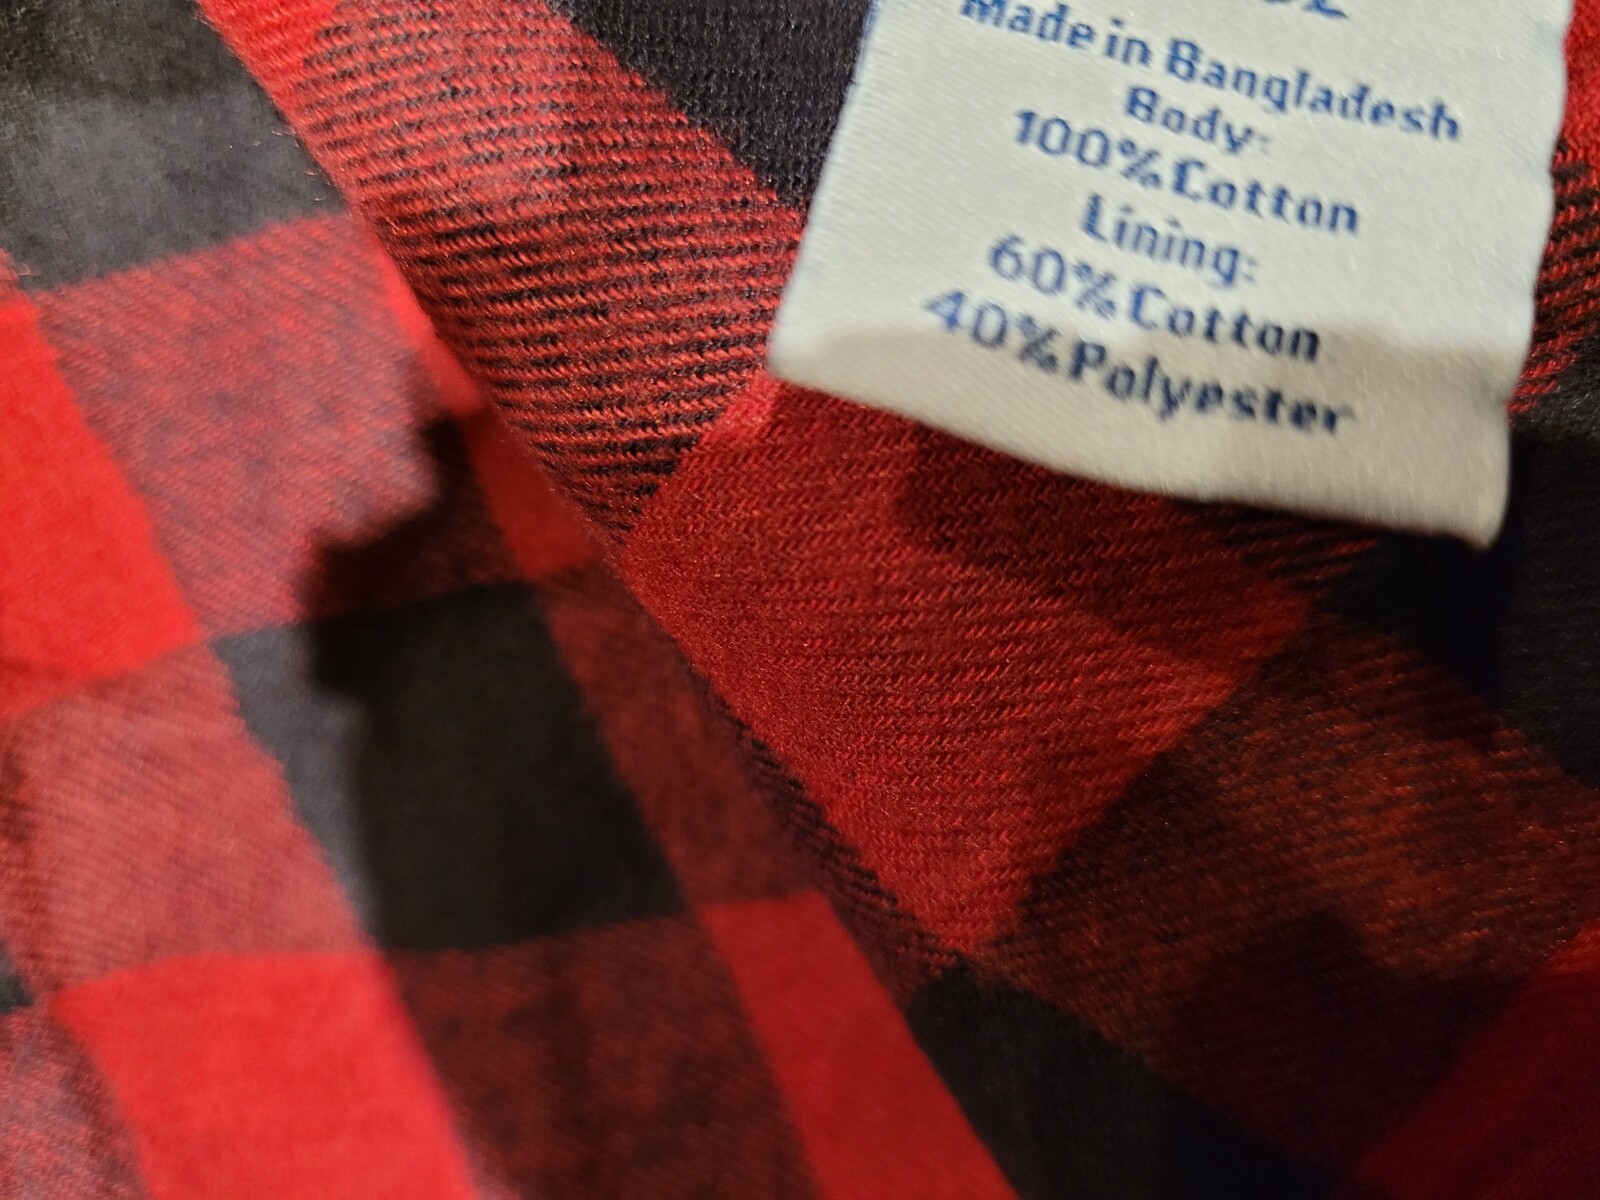 Made in Bangladesh
Body:
100% Cotton
Lining:
60% Cotton
40% Polyester